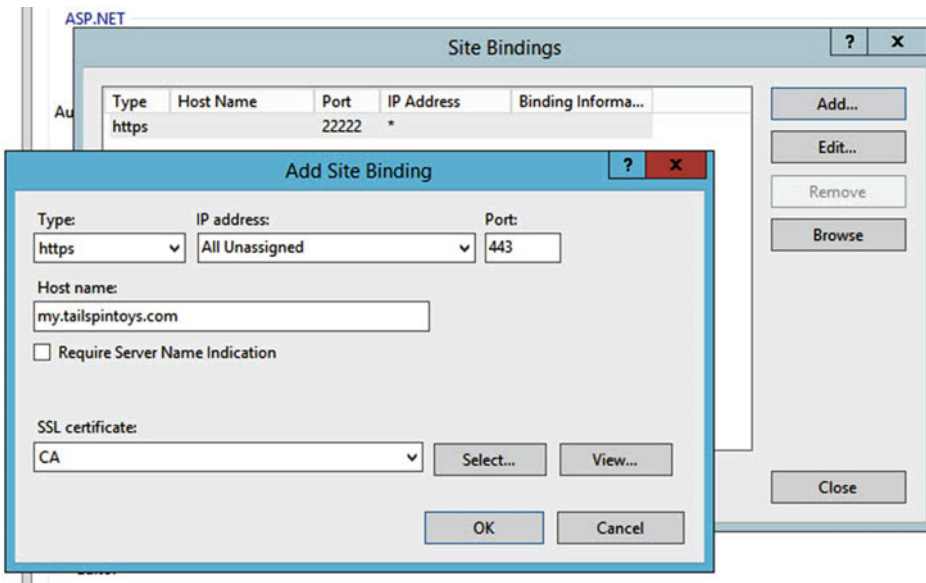 ASP.NET
Site Bindings
? x
Au
Type Host Name Port IP Address Binding Informa...
https 22222 *
Add...
Edit...
Remove
Browse
Close
Add Site Binding
? x
Type: IP address: Port:
https All Unassigned 443
Host name:
my.tailspintoys.com
Require Server Name Indication
SSL certificate:
CA Select... View...
OK Cancel